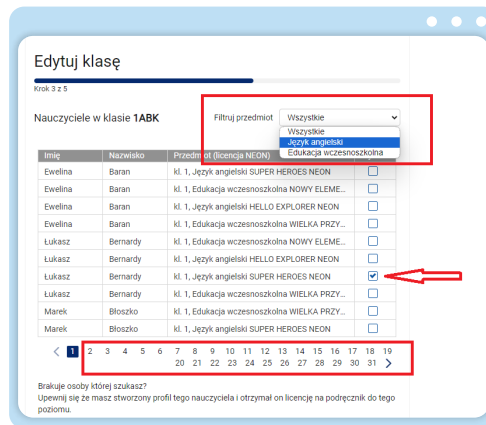 Edytuj klasę
Krok 3 z 5
Nauczyciele w klasie 1ABK
Filtruj przedmiot Wszystkie
Wszystkie
Język angielski
Edukacja wczesnoszkolna
Imię Nazwisko Przedmiot (licencja NEON)
Ewelina Baran kl. 1, Język angielski SUPER HEROES NEON
Ewelina Baran kl. 1, Edukacja wczesnoszkolna NOWY ELEME...
Ewelina Baran kl. 1, Język angielski HELLO EXPLORER NEON
Ewelina Baran kl. 1, Edukacja wczesnoszkolna WIELKA PRZY...
Łukasz Bernardy kl. 1, Edukacja wczesnoszkolna NOWY ELEME...
Łukasz Bernardy kl. 1, Język angielski HELLO EXPLORER NEON
Łukasz Bernardy kl. 1, Język angielski SUPER HEROES NEON
Łukasz Bernardy kl. 1, Edukacja wczesnoszkolna WIELKA PRZY...
Marek Błoszko kl. 1, Edukacja wczesnoszkolna WIELKA PRZY...
Marek Błoszko kl. 1, Język angielski SUPER HEROES NEON
< 1 2 3 4 5 6 7 8 9 10 11 12 13 14 15 16 17 18 19
20 21 22 23 24 25 26 27 28 29 30 31 >
Brakuje osoby której szukasz?
Upewnij się że masz stworzony profil tego nauczyciela i otrzymał on licencję na podręcznik do tego
poziomu.